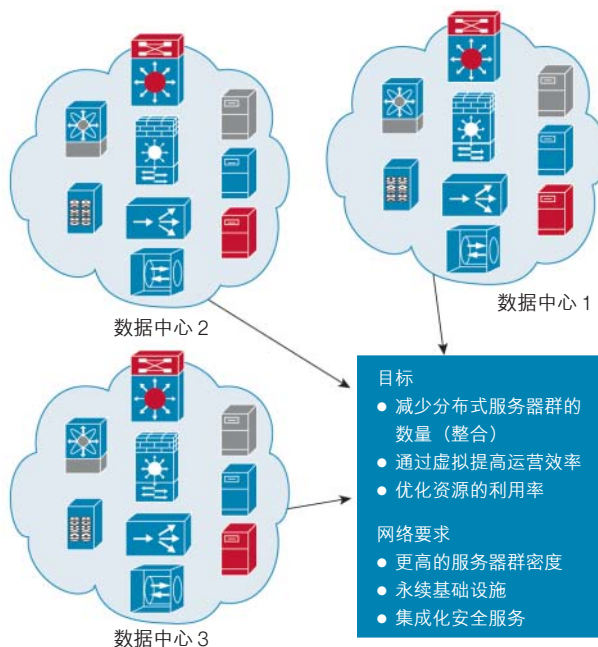 数据中心 2
数据中心 1
目标
● 减少分布式服务器群的
数量（整合）
● 通过虚拟提高运营效率
● 优化资源的利用率
网络要求
● 更高的服务器群密度
● 永续基础设施
● 集成化安全服务
数据中心 3